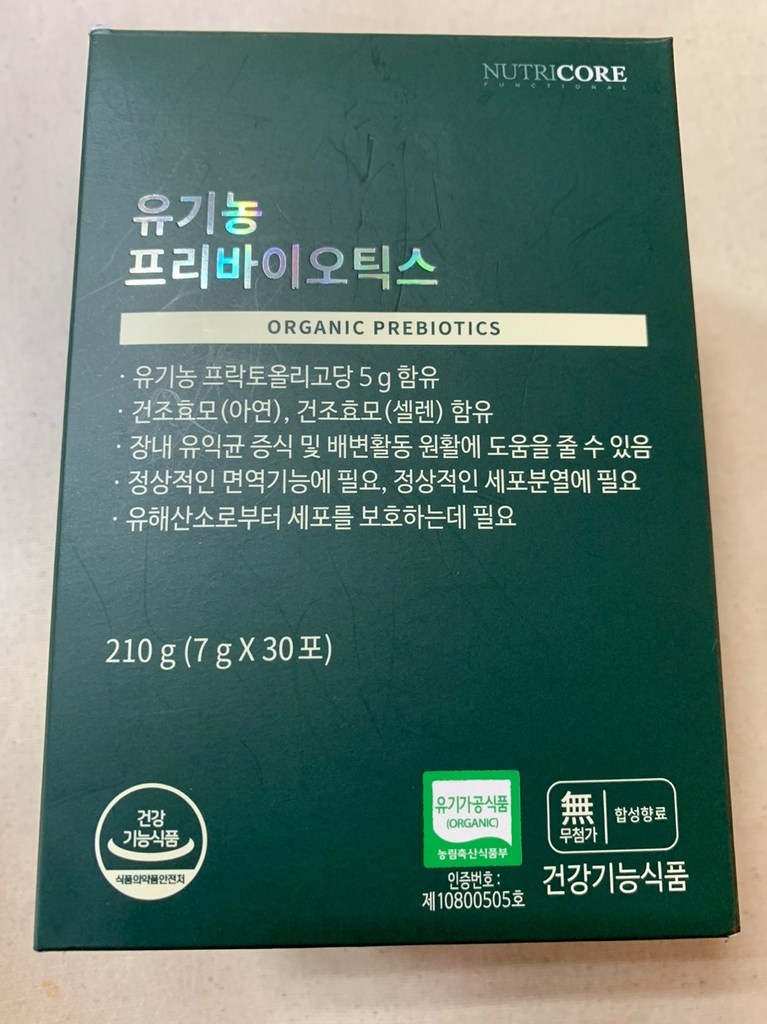 NUTRICORE
FUNCTIONAL
유기농
프리바이오틱스
ORGANIC PREBIOTICS
· 유기농 프락토올리고당 5 g 함유
· 건조효모(아연), 건조효모(셀렌) 함유
· 장내 유익균 증식 및 배변활동 원활에 도움을 줄 수 있음
· 정상적인 면역기능에 필요, 정상적인 세포분열에 필요
· 유해산소로부터 세포를 보호하는데 필요
210 g (7 g X 30포)
건강
기능식품
식품의약품안전처
유기가공식품
(ORGANIC)
농림축산식품부
인증번호 :
제10800505호
無
무첨가
합성향료
건강기능식품